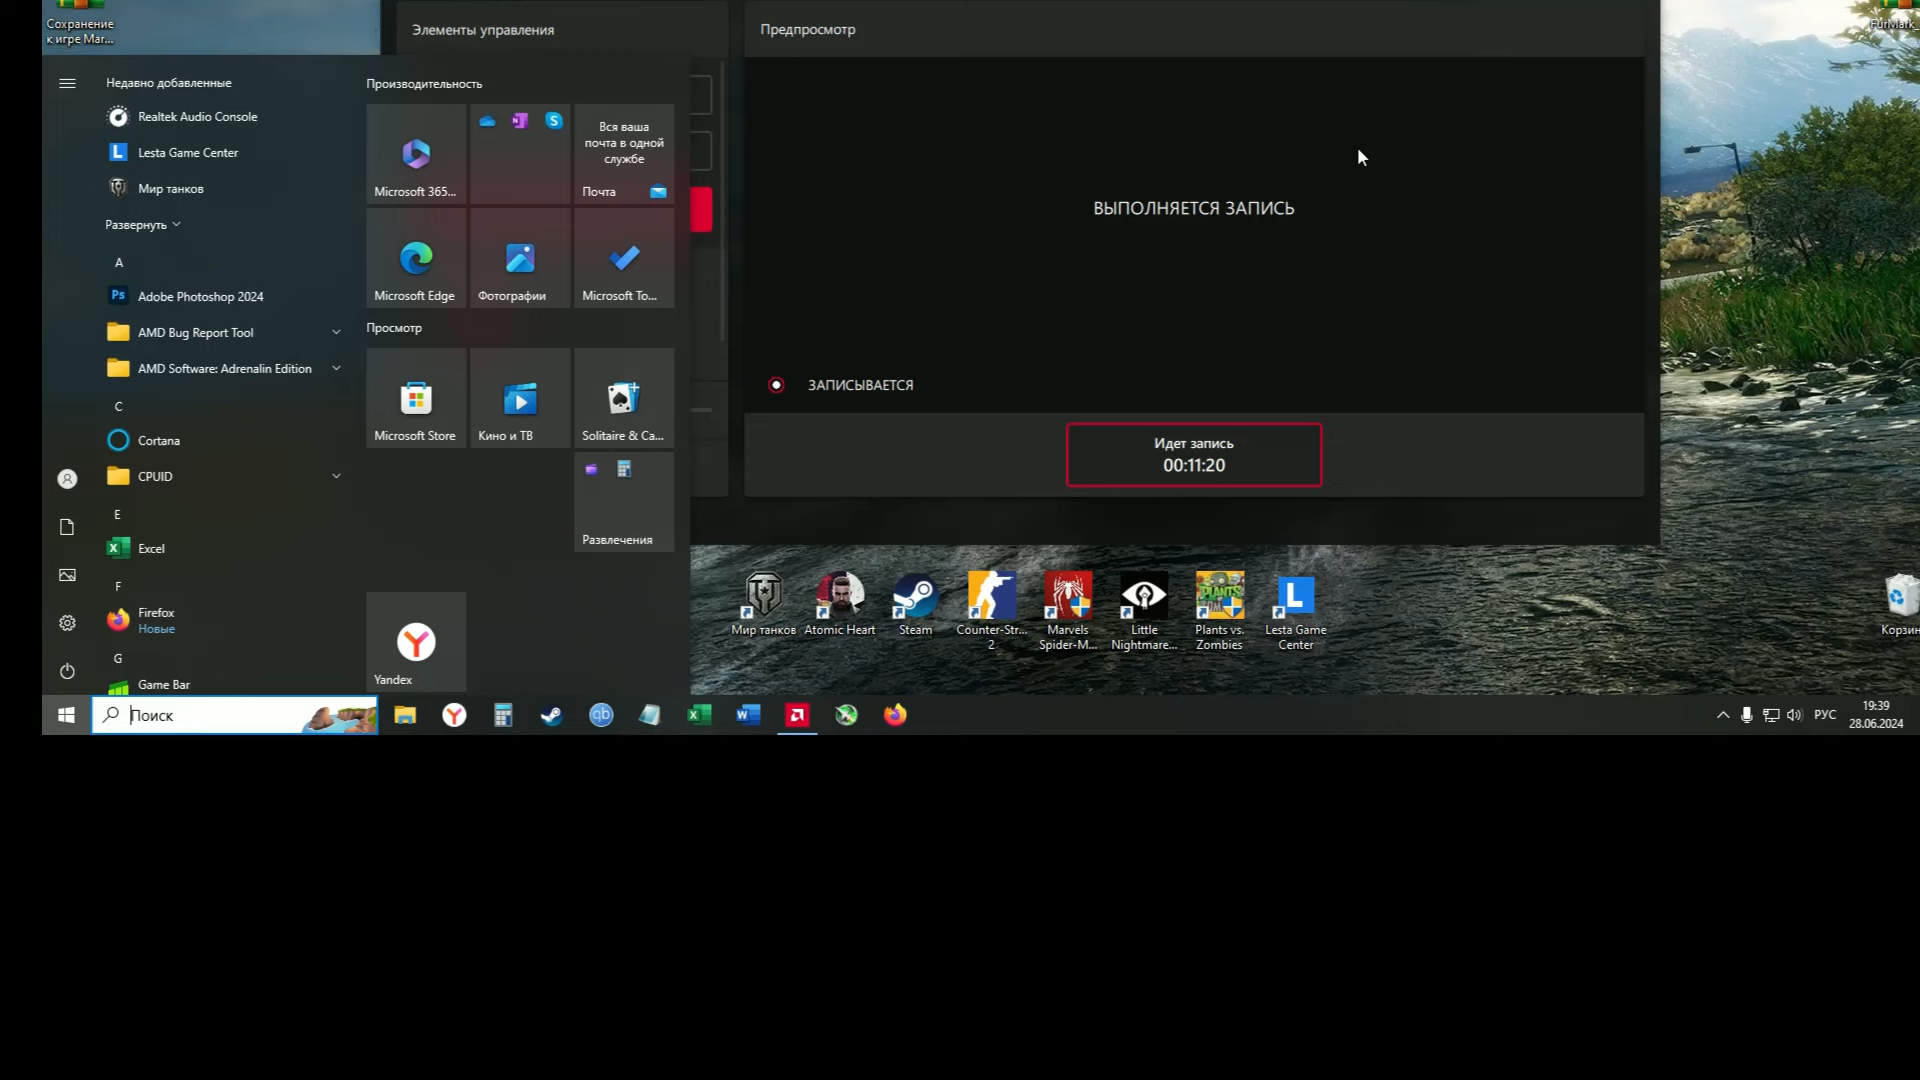 Сохранение
к игре Mar...
Элементы управления
Предпросмотр
FurMark
Недавно добавленные
Realtek Audio Console
Lesta Game Center
Мир танков
Развернуть
A
Adobe Photoshop 2024
AMD Bug Report Tool
AMD Software: Adrenalin Edition
C
Cortana
CPUID
E
Excel
F
Firefox
Новые
G
Game Bar
Производительность
Microsoft 365...
Вся ваша
почта в одной
службе
Почта
Microsoft Edge
Фотографии
Microsoft To...
Просмотр
Microsoft Store
Кино и ТВ
Solitaire & Ca...
Развлечения
Yandex
ВЫПОЛНЯЕТСЯ ЗАПИСЬ
ЗАПИСЫВАЕТСЯ
Идет запись
00:11:20
Мир танков
Atomic Heart
Steam
Counter-Str...
2
Marvels
Spider-M...
Little
Nightmare...
Plants vs.
Zombies
Lesta Game
Center
Корзин
Поиск
РУС
19:39
28.06.2024